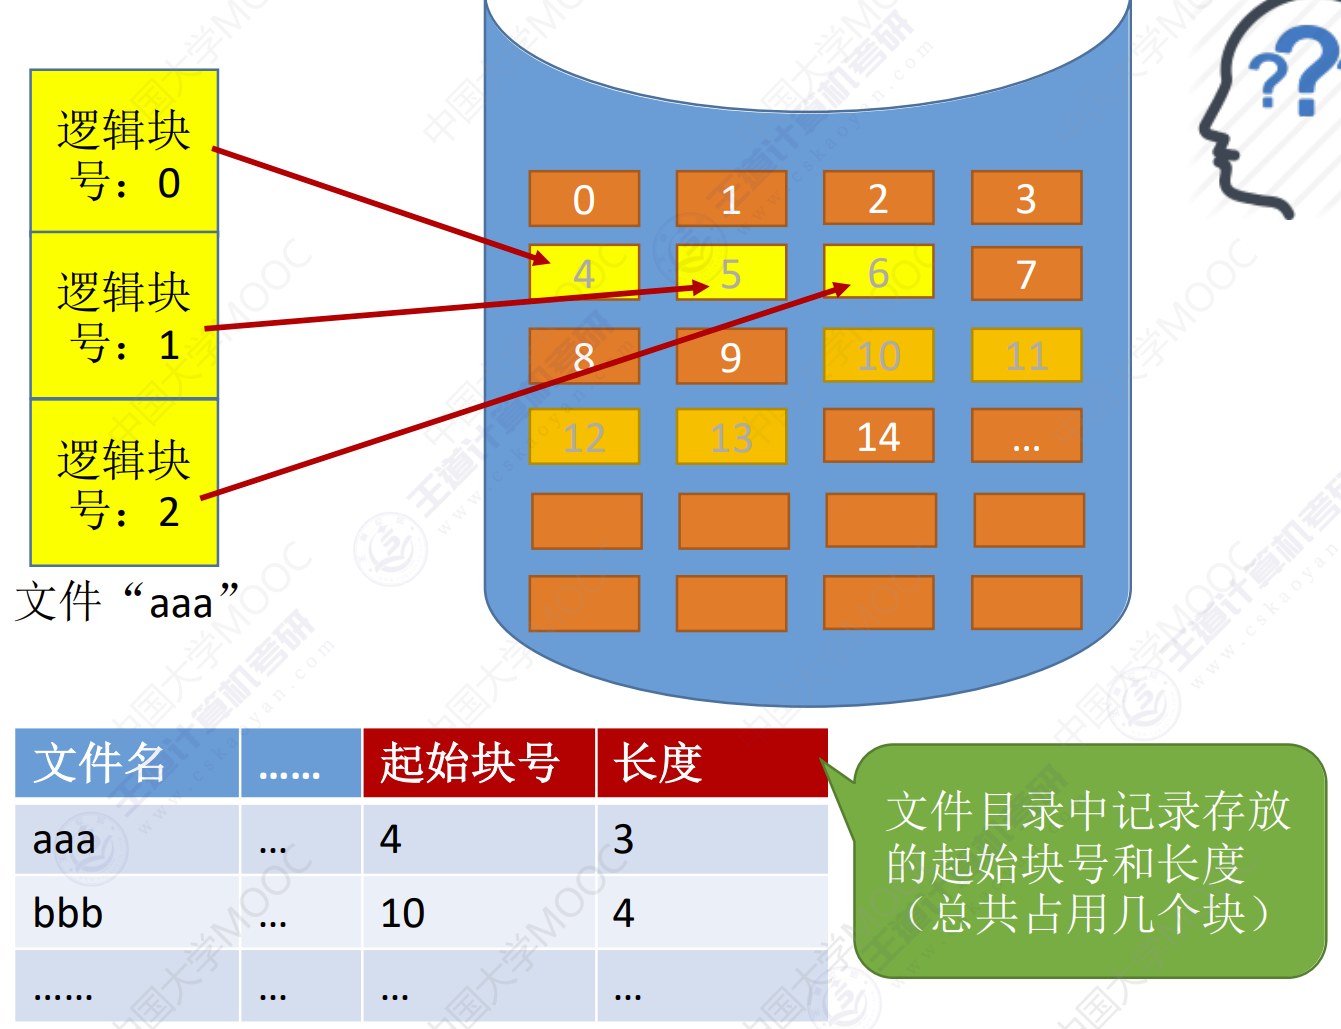 ??
逻辑块
号：0
逻辑块
号：1
逻辑块
号：2
文件“aaa”
0 1 2 3
4 5 6 7
8 9 10 11
12 13 14 ...
文件名 …… 起始块号 长度
aaa ... 4 3
bbb ... 10 4
…… ... ... ...
文件目录中记录存放
的起始块号和长度
（总共占用几个块）
中国大学MOOC
王道计算机考研
www.cskaoyan.com